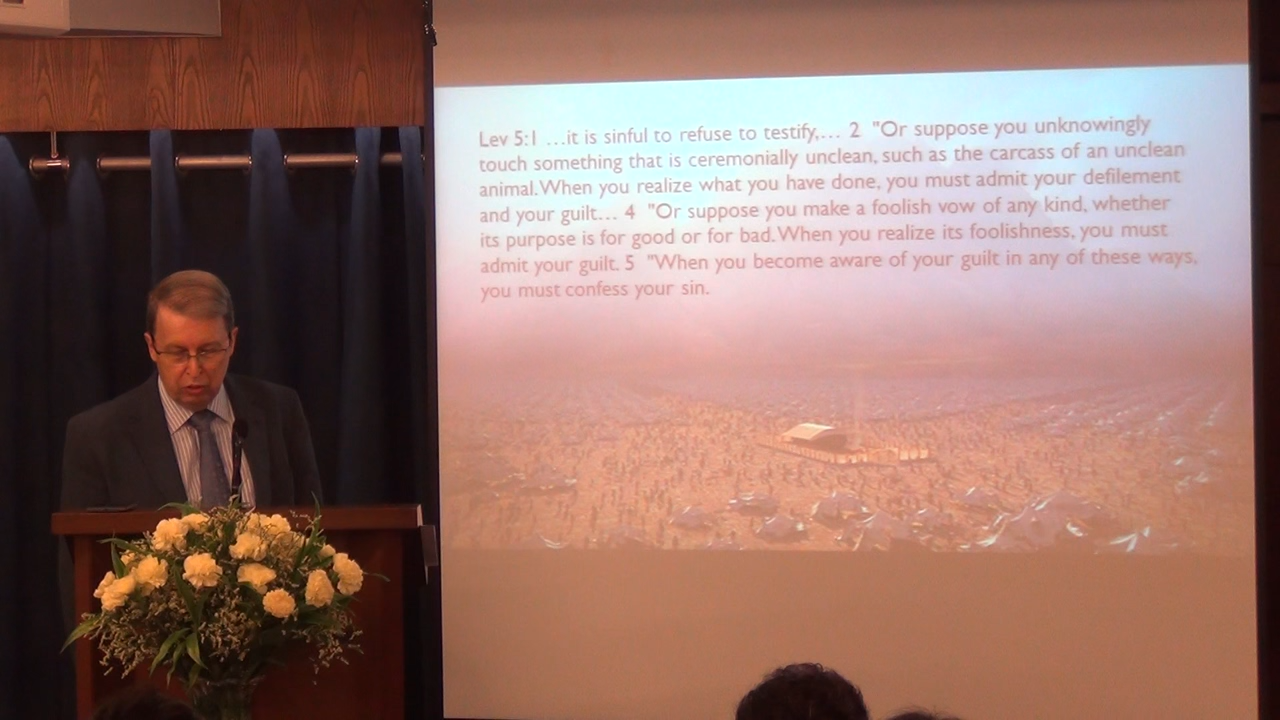 Lev 5:1 ...it is sinful to refuse to testify,... 2 "Or suppose you unknowingly
touch something that is ceremonially unclean, such as the carcass of an unclean
animal. When you realize what you have done, you must admit your defilement
and your guilt... 4 "Or suppose you make a foolish vow of any kind, whether
its purpose is for good or for bad. When you realize its foolishness, you must
admit your guilt. 5 "When you become aware of your guilt in any of these ways,
you must confess your sin.